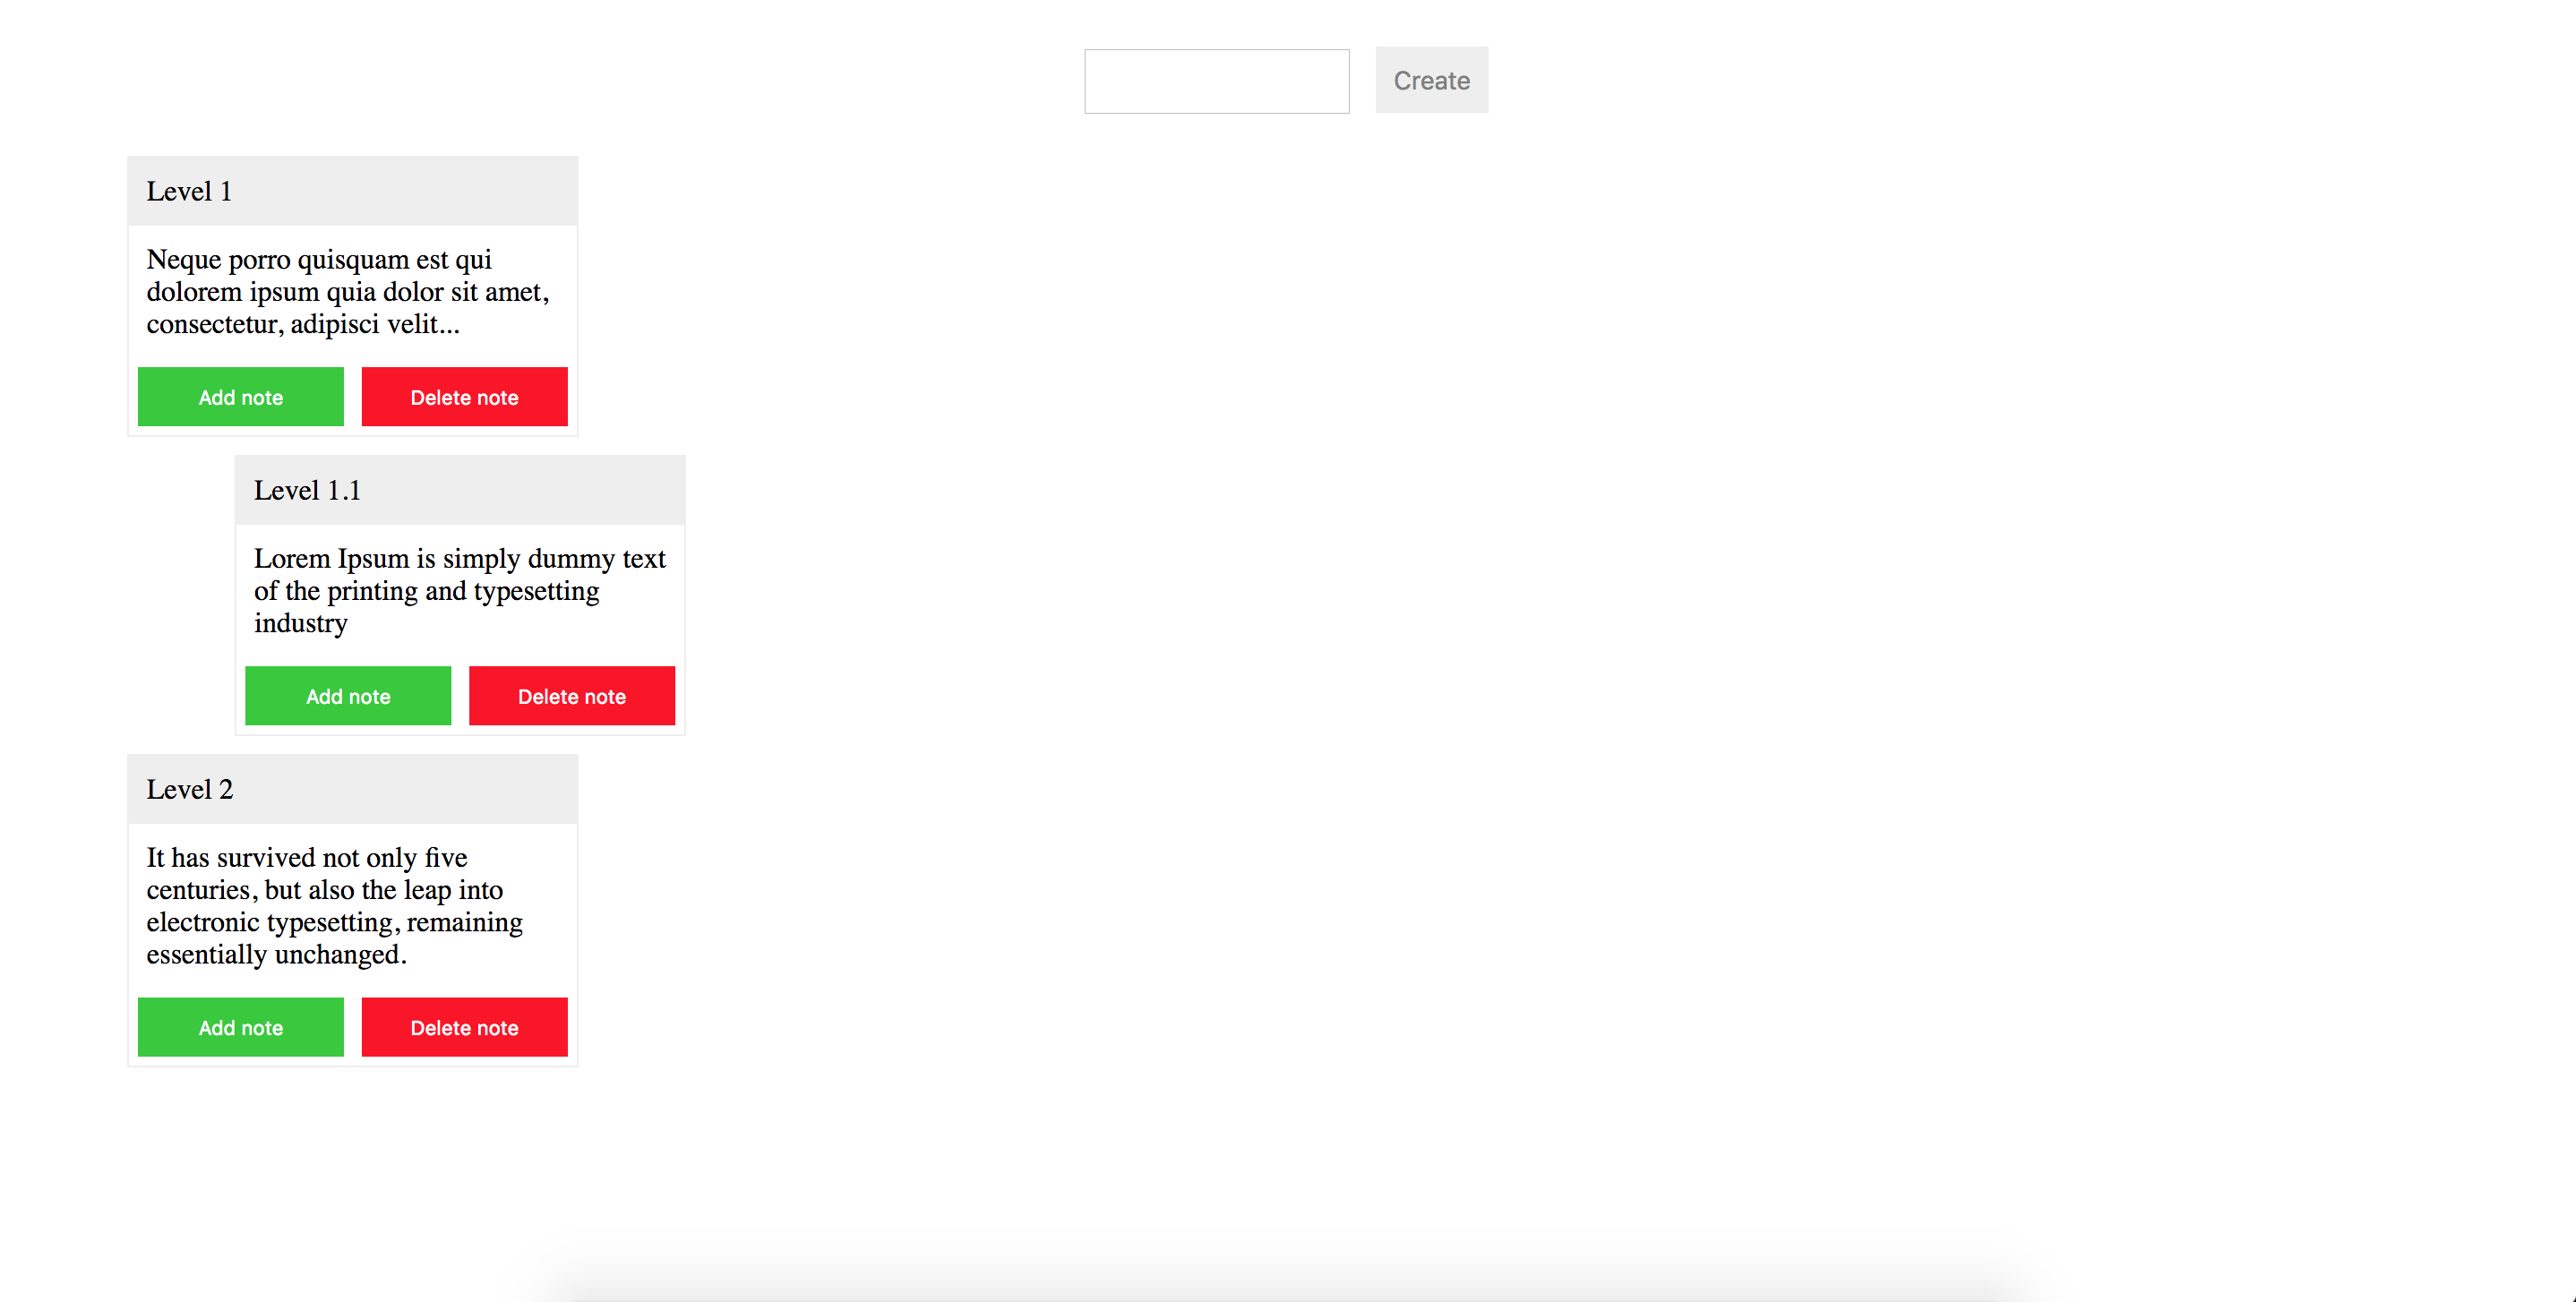 Create
Level 1
Neque porro quisquam est qui
dolorem ipsum quia dolor sit amet,
consectetur, adipisci velit...
Add note
Delete note
Level 1.1
Lorem Ipsum is simply dummy text
of the printing and typesetting
industry
Add note
Delete note
Level 2
It has survived not only five
centuries, but also the leap into
electronic typesetting, remaining
essentially unchanged.
Add note
Delete note